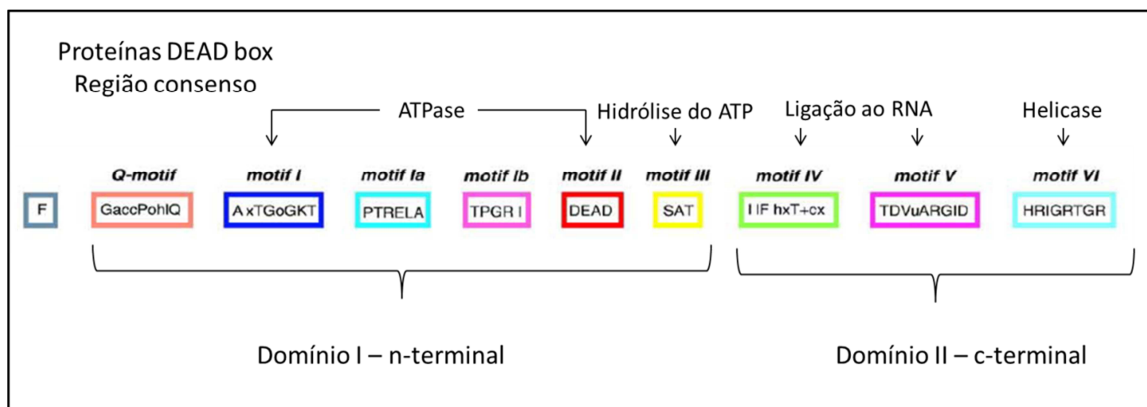 Proteínas DEAD box
Região consenso
ATPase
Hidrólise do ATP
Ligação ao RNA
Helicase
Q-motif motif I motif Ia motif Ib motif II motif III motif IV motif V motif VI
F GaccPohIQ AxTGoGKT PTRELA TPGR I DEAD SAT IIF hxT+cx TDVuARGID HRIGRTGR
Domínio I – n-terminal
Domínio II – c-terminal